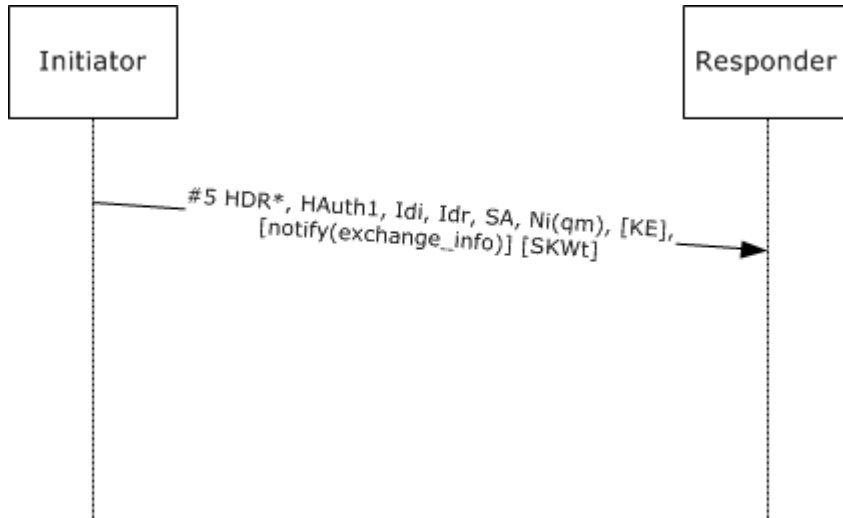 Initiator
Responder
#5 HDR*, HAuth1, Idi, Idr, SA, Ni(qm), [KE],
[notify(exchange_info)] [SKWt]